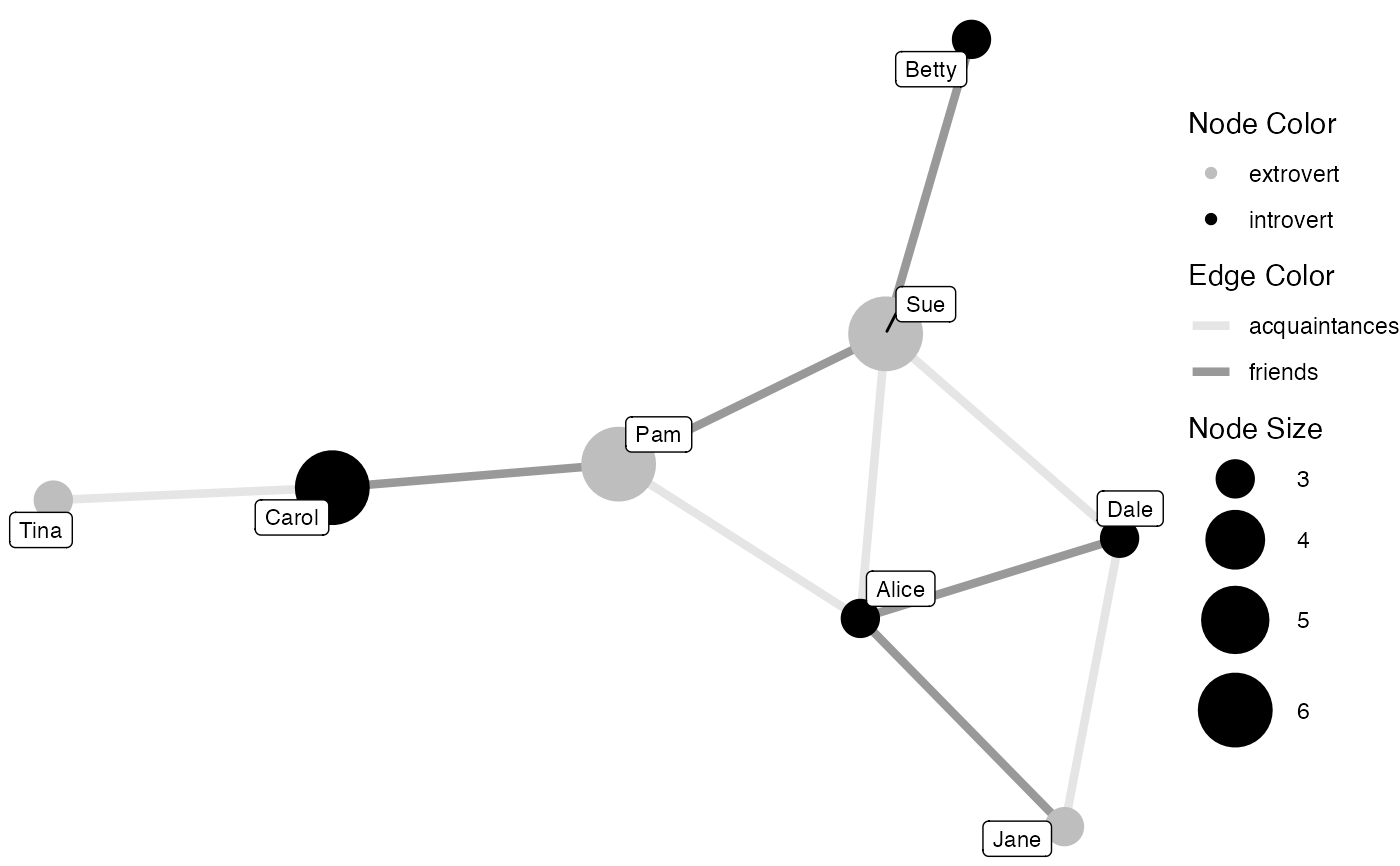 Betty
Sue
Pam
Tina
Carol
Dale
Alice
Jane
Node Color
extrovert
introvert
Edge Color
acquaintances
friends
Node Size
3
4
5
6